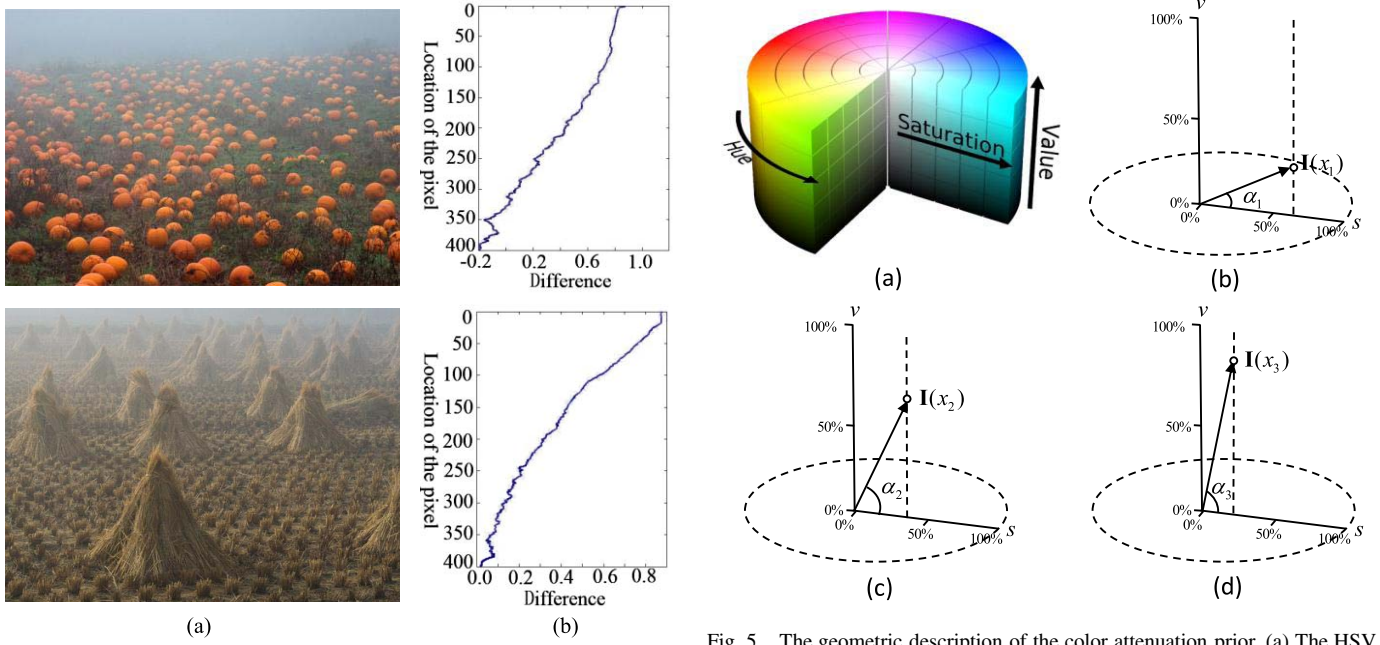 0
50
100
150
200
250
300
350
400
Location of the pixel
-0.2
0.2
0.6
1.0
Difference
0
50
100
150
200
250
300
350
400
Location of the pixel
0.0
0.2
0.4
0.6
0.8
Difference
(a)
(b)
Hue
Saturation
Value
(a)
v
100%
50%
0%
0%
50%
100%
s
α1
I(x1)
(b)
v
100%
50%
0%
0%
50%
100%
s
α2
I(x2)
(c)
v
100%
50%
0%
0%
50%
100%
s
α3
I(x3)
(d)
Fig. 5. The geometric description of the color attenuation prior. (a) The HSV